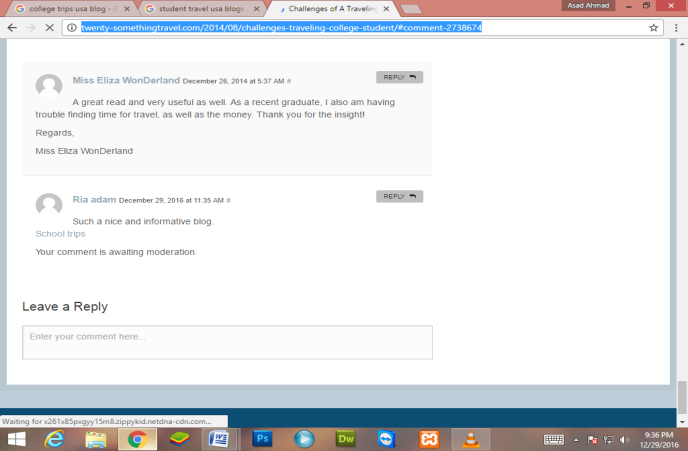 Asad Ahmad
college trips usa blog - G
student travel usa blogs
Challenges of A Traveling
twenty-somethingtravel.com/2014/08/challenges-traveling-college-student/#comment-2738674
Miss Eliza WonDerland December 26, 2014 at 5:37 AM #
REPLY
A great read and very useful as well. As a recent graduate, I also am having
trouble finding time for travel, as well as the money. Thank you for the insight!
Regards,
Miss Eliza WonDerland
Ria adam December 29, 2016 at 11:35 AM #
REPLY
Such a nice and informative blog.
School trips
Your comment is awaiting moderation.
Leave a Reply
Enter your comment here...
Waiting for x261x85pxgyy15m8.zippykid.netdna-cdn.com...
W
Ps
Dw
9:36 PM
12/29/2016